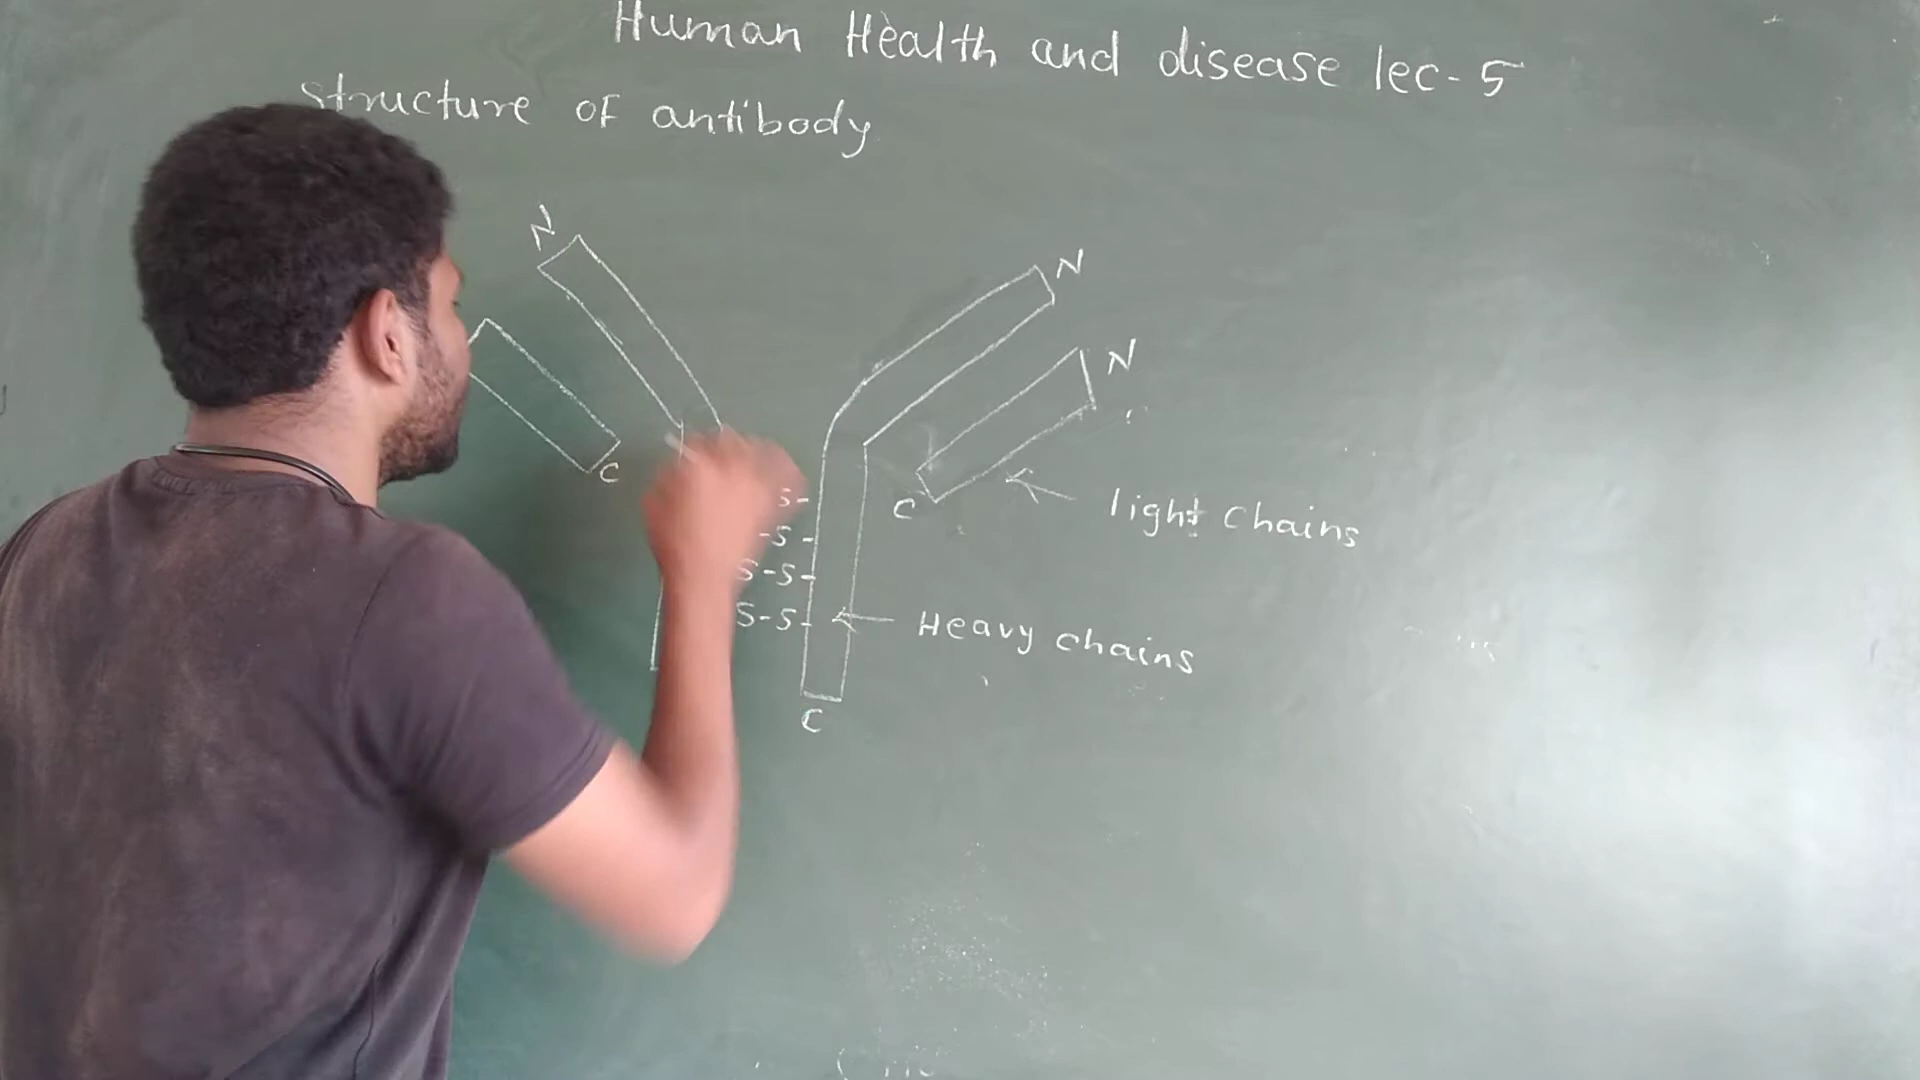 Human Health and disease lec-5
structure of antibody
N
N
N
C
C
light chains
S-
-S-
S-S-
S-S-
Heavy chains
C